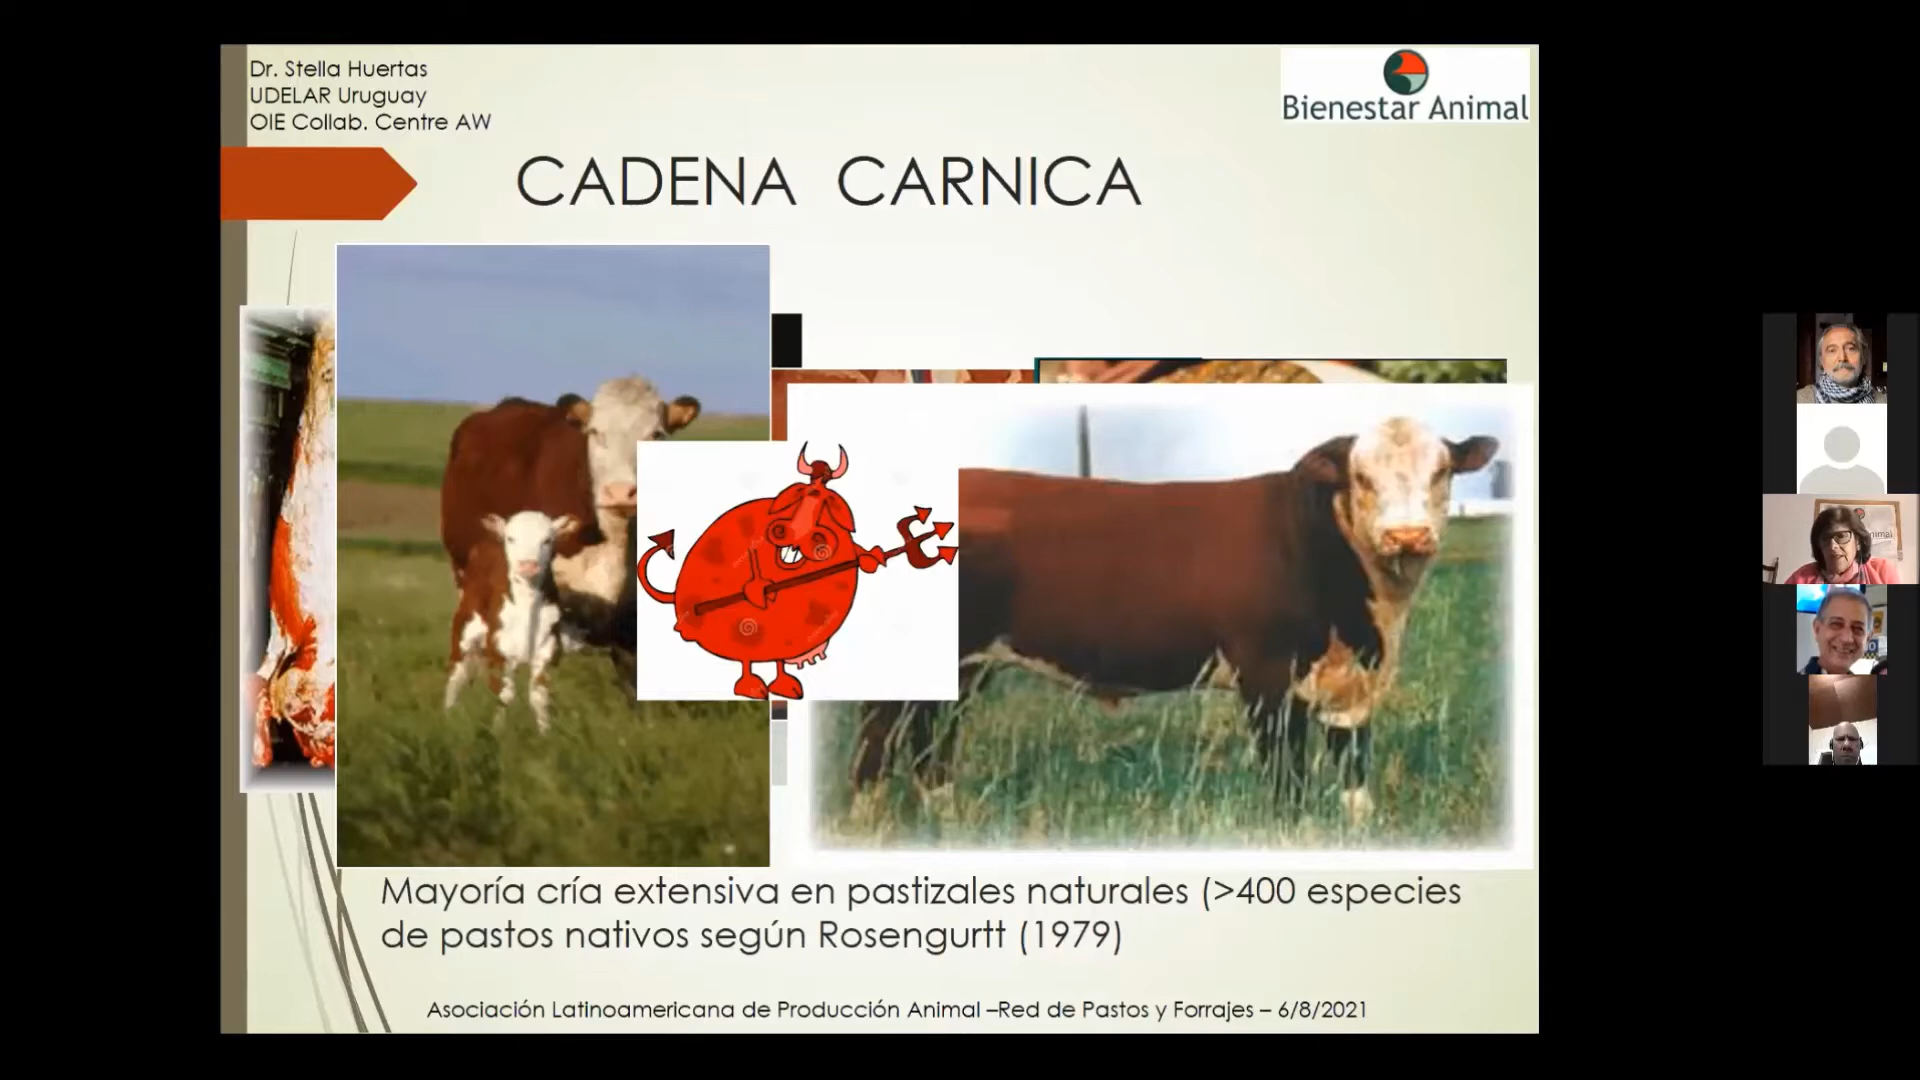 Dr. Stella Huertas
UDELAR Uruguay
OIE Collab. Centre AW
Bienestar Animal
CADENA CARNICA
Mayoría cría extensiva en pastizales naturales (>400 especies
de pastos nativos según Rosengurtt (1979)
Asociación Latinoamericana de Producción Animal –Red de Pastos y Forrajes – 6/8/2021